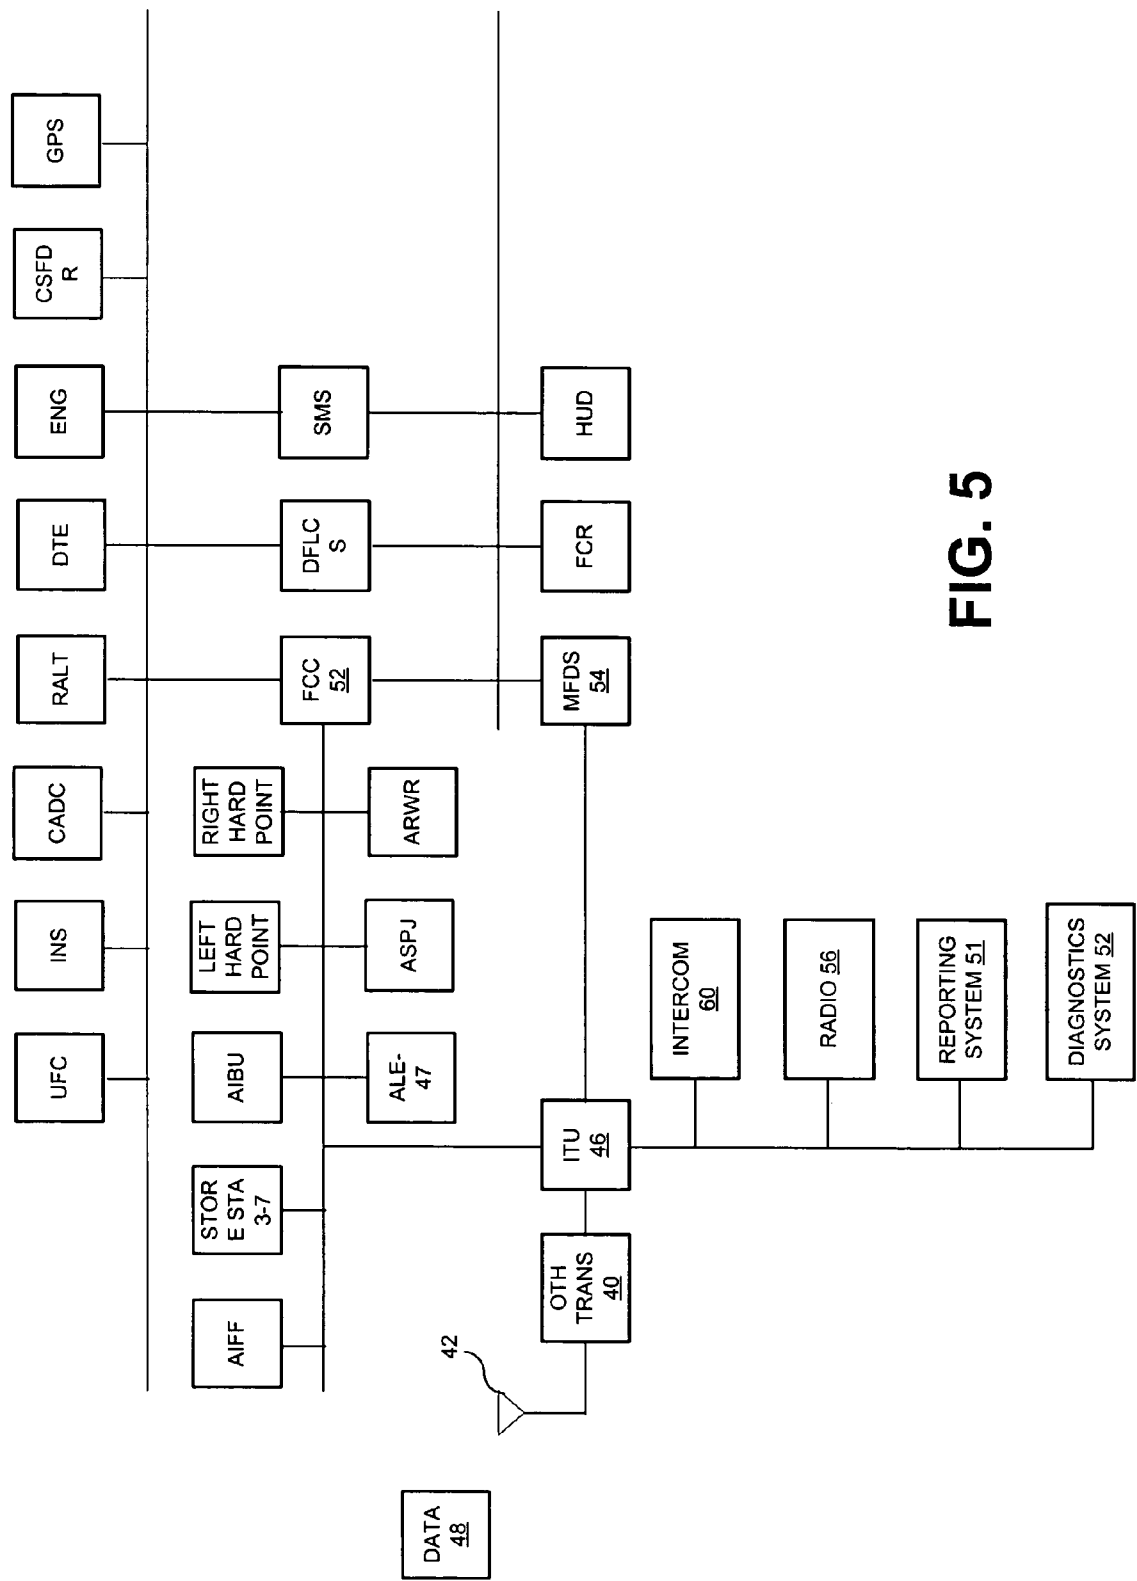 UFC
INS
CADC
RALT
DTE
ENG
CSFD
R
GPS
AIFF
STOR
E STA
3-7
AIBU
LEFT
HARD
POINT
RIGHT
HARD
POINT
FCC
52
DFLC
S
SMS
ALE-
47
ASPJ
ARWR
DATA
48
42
OTH
TRANS
40
ITU
46
MFDS
54
FCR
HUD
INTERCOM
60
RADIO 56
REPORTING
SYSTEM 51
DIAGNOSTICS
SYSTEM 52
FIG. 5